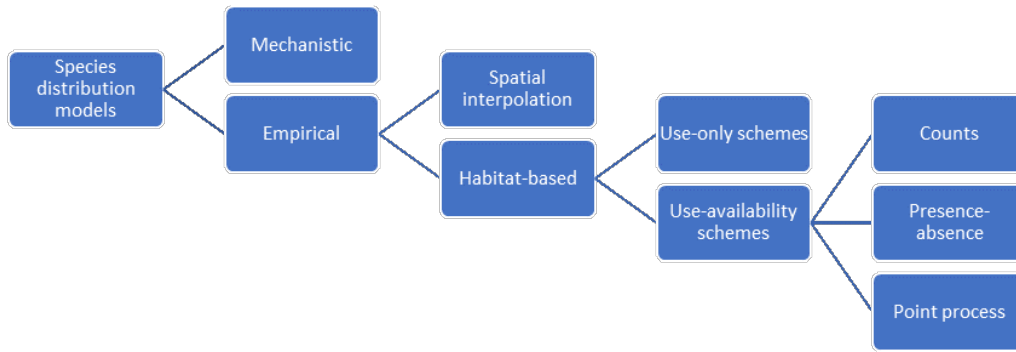 Species
distribution
models
Mechanistic
Empirical
Spatial
interpolation
Habitat-based
Use-only schemes
Use-availability
schemes
Counts
Presence-
absence
Point process